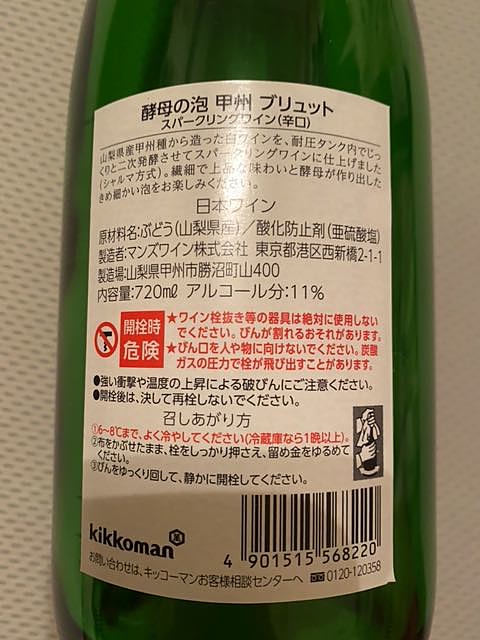 酵母の泡 甲州 ブリュット
スパークリングワイン(辛口)
山梨県産甲州種から造った白ワインを、耐圧タンク内でじっ
くりと二次発酵させてスパークリングワインに仕上げました
(シャルマ方式)。繊細で上品な味わいと酵母が作り出した
きめ細かい泡をお楽しみください。
日本ワイン
原材料名:ぶどう(山梨県産)/酸化防止剤(亜硫酸塩)
製造者:マンズワイン株式会社 東京都港区西新橋2-1-1
製造場:山梨県甲州市勝沼町山400
内容量:720㎖ アルコール分:11%
開栓時
危険
★ワイン栓抜き等の器具は絶対に使用しない
でください。びんが割れるおそれがあります。
★びん口を人や物に向けないでください。炭酸
ガスの圧力で栓が飛び出すことがあります。
●強い衝撃や温度の上昇による破びんにご注意ください。
●開栓後は、決して再栓しないでください。
召しあがり方
①6~8℃まで、よく冷やしてください(冷蔵庫なら1晩以上)。
②布をかぶせたまま、栓をしっかり押さえ、留め金をゆるめて
ください。
③びんをゆっくり回して、静かに開栓してください。
kikkoman
4 901515 568220
お問い合わせは、キッコーマンお客様相談センターへ 0120-120358